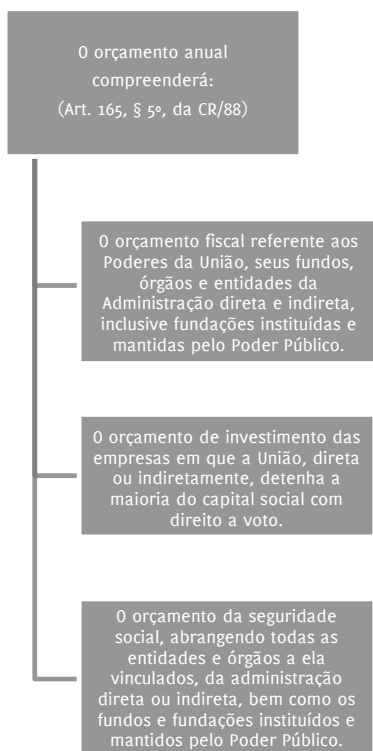 O orçamento anual
compreenderá:
(Art. 165, § 5º, da CR/88)
O orçamento fiscal referente aos
Poderes da União, seus fundos,
órgãos e entidades da
Administração direta e indireta,
inclusive fundações instituídas e
mantidas pelo Poder Público.
O orçamento de investimento das
empresas em que a União, direta
ou indiretamente, detenha a
maioria do capital social com
direito a voto.
O orçamento da seguridade
social, abrangendo todas as
entidades e órgãos a ela
vinculados, da administração
direta ou indireta, bem como os
fundos e fundações instituídos e
mantidos pelo Poder Público.